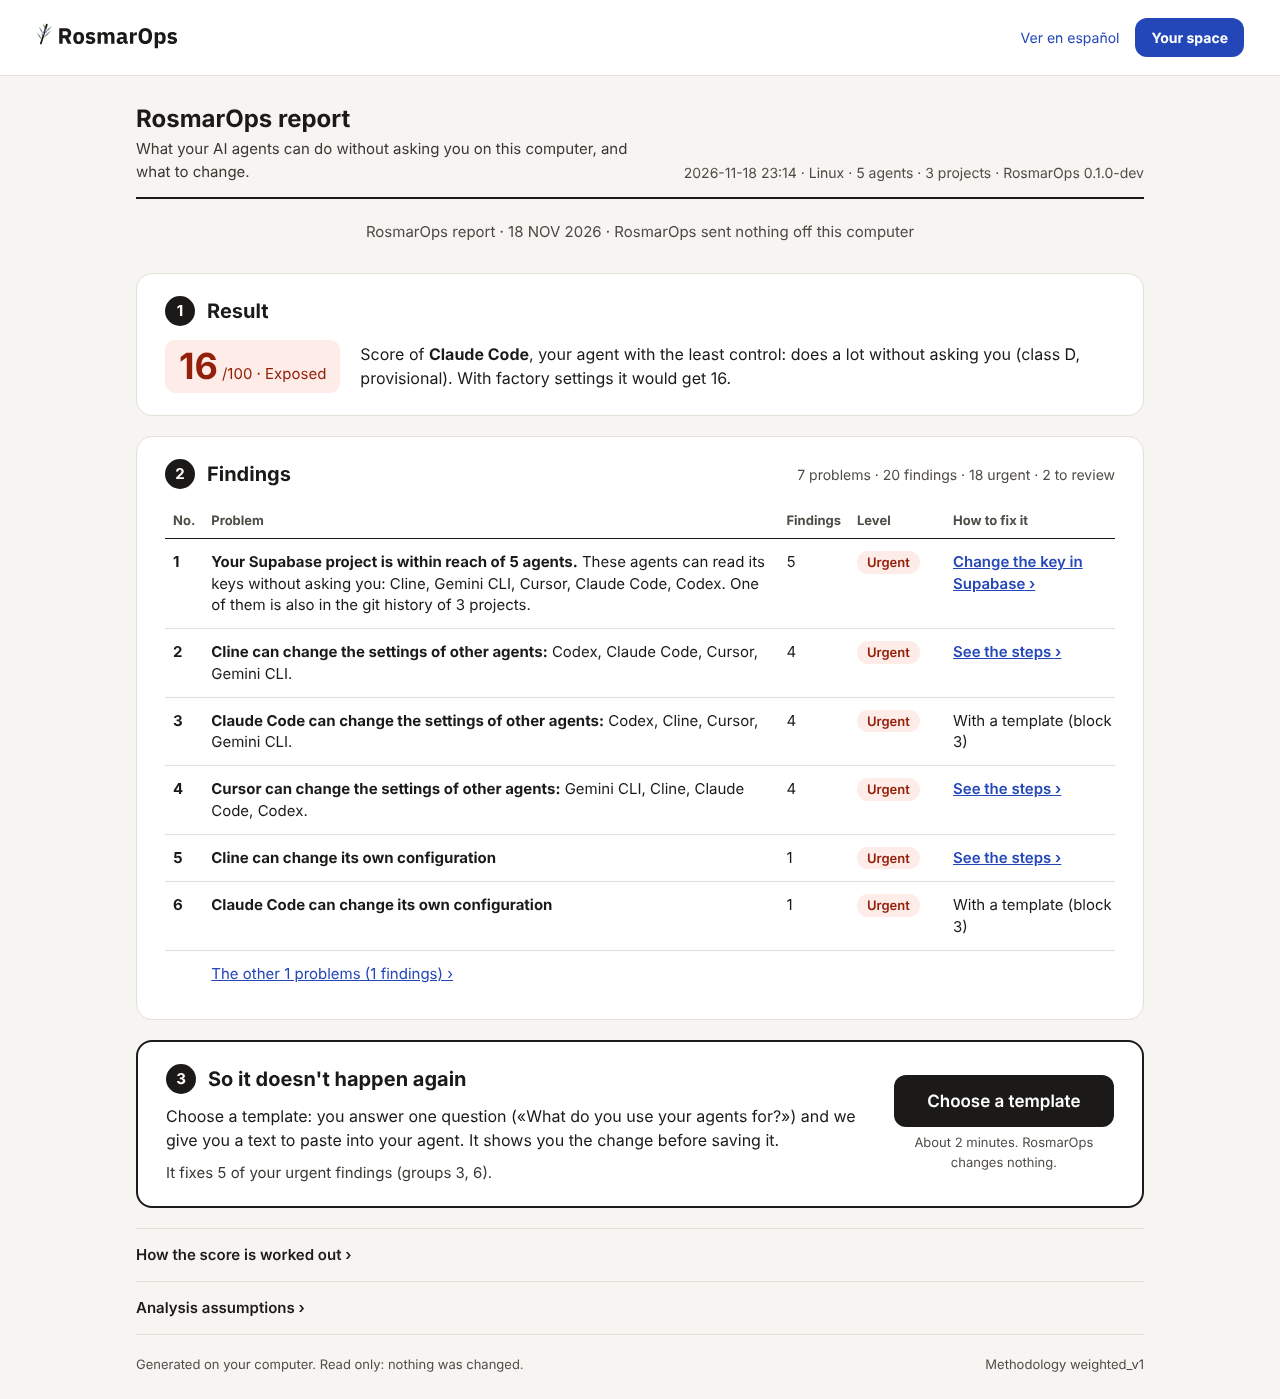 RosmarOps
Ver en español
Your space
RosmarOps report
What your AI agents can do without asking you on this computer, and
what to change.
2026-11-18 23:14 · Linux · 5 agents · 3 projects · RosmarOps 0.1.0-dev
RosmarOps report · 18 NOV 2026 · RosmarOps sent nothing off this computer
1 Result
16 /100 · Exposed
Score of Claude Code, your agent with the least control: does a lot without asking you (class D,
provisional). With factory settings it would get 16.
2 Findings
7 problems · 20 findings · 18 urgent · 2 to review
No. Problem Findings Level How to fix it
1 Your Supabase project is within reach of 5 agents. These agents can read its 5 Urgent Change the key in
keys without asking you: Cline, Gemini CLI, Cursor, Claude Code, Codex. One Supabase ›
of them is also in the git history of 3 projects.
2 Cline can change the settings of other agents: Codex, Claude Code, Cursor, 4 Urgent See the steps ›
Gemini CLI.
3 Claude Code can change the settings of other agents: Codex, Cline, Cursor, 4 Urgent With a template (block
Gemini CLI. 3)
4 Cursor can change the settings of other agents: Gemini CLI, Cline, Claude 4 Urgent See the steps ›
Code, Codex.
5 Cline can change its own configuration 1 Urgent See the steps ›
6 Claude Code can change its own configuration 1 Urgent With a template (block
3)
The other 1 problems (1 findings) ›
3 So it doesn't happen again
Choose a template: you answer one question («What do you use your agents for?») and we
give you a text to paste into your agent. It shows you the change before saving it.
It fixes 5 of your urgent findings (groups 3, 6).
Choose a template
About 2 minutes. RosmarOps
changes nothing.
How the score is worked out ›
Analysis assumptions ›
Generated on your computer. Read only: nothing was changed.
Methodology weighted_v1